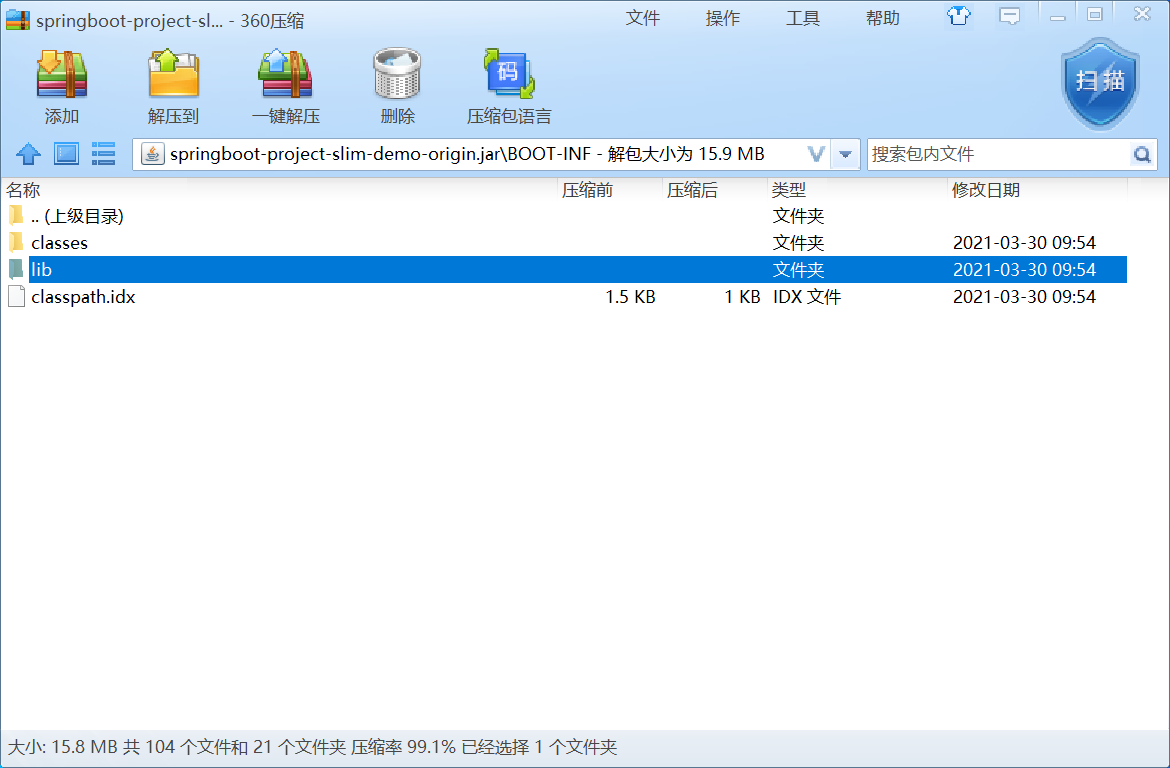 springboot-project-sl... - 360压缩
文件 操作 工具 帮助
添加 解压到 一键解压 删除 压缩包语言
码
扫描
springboot-project-slim-demo-origin.jar\BOOT-INF - 解包大小为 15.9 MB
搜索包内文件
名称 压缩前 压缩后 类型 修改日期
.. (上级目录) 文件夹
classes 文件夹 2021-03-30 09:54
lib 文件夹 2021-03-30 09:54
classpath.idx 1.5 KB 1 KB IDX 文件 2021-03-30 09:54
大小: 15.8 MB 共 104 个文件和 21 个文件夹 压缩率 99.1% 已经选择 1 个文件夹